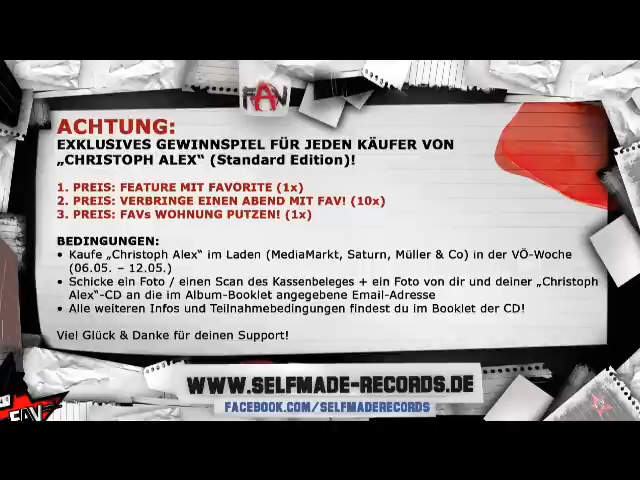 FAV
ACHTUNG:
EXKLUSIVES GEWINNSPIEL FÜR JEDEN KÄUFER VON
„CHRISTOPH ALEX“ (Standard Edition)!
1. PREIS: FEATURE MIT FAVORITE (1x)
2. PREIS: VERBRINGE EINEN ABEND MIT FAV! (10x)
3. PREIS: FAVs WOHNUNG PUTZEN! (1x)
BEDINGUNGEN:
• Kaufe „Christoph Alex“ im Laden (MediaMarkt, Saturn, Müller & Co) in der VÖ-Woche
(06.05. – 12.05.)
• Schicke ein Foto / einen Scan des Kassenbeleges + ein Foto von dir und deiner „Christoph
Alex“-CD an die im Album-Booklet angegebene Email-Adresse
• Alle weiteren Infos und Teilnahmebedingungen findest du im Booklet der CD!
Viel Glück & Danke für deinen Support!
WWW.SELFMADE-RECORDS.DE
FACEBOOK.COM/SELFMADERECORDS
FAV